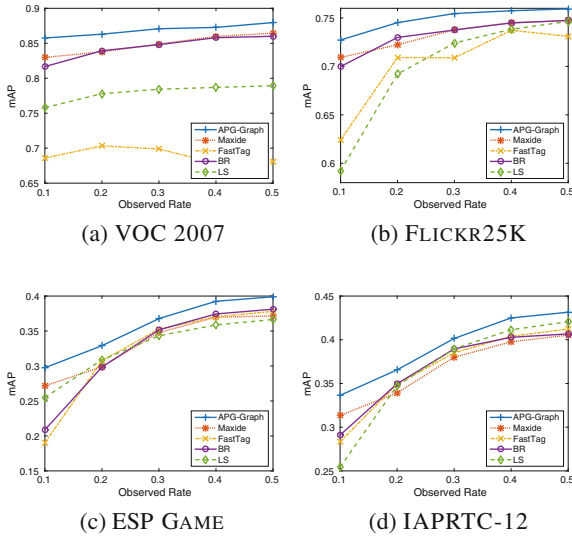 mAP
0.9
0.85
0.8
0.75
0.7
0.65
0.1 0.2 0.3 0.4 0.5
Observed Rate
APG-Graph
Maxide
FastTag
BR
LS
(a) VOC 2007
mAP
0.75
0.7
0.65
0.6
0.1 0.2 0.3 0.4 0.5
Observed Rate
APG-Graph
Maxide
FastTag
BR
LS
(b) FLICKR25K
mAP
0.4
0.35
0.3
0.25
0.2
0.15
0.1 0.2 0.3 0.4 0.5
Observed Rate
APG-Graph
Maxide
FastTag
BR
LS
(c) ESP GAME
mAP
0.45
0.4
0.35
0.3
0.25
0.1 0.2 0.3 0.4 0.5
Observed Rate
APG-Graph
Maxide
FastTag
BR
LS
(d) IAPRTC-12